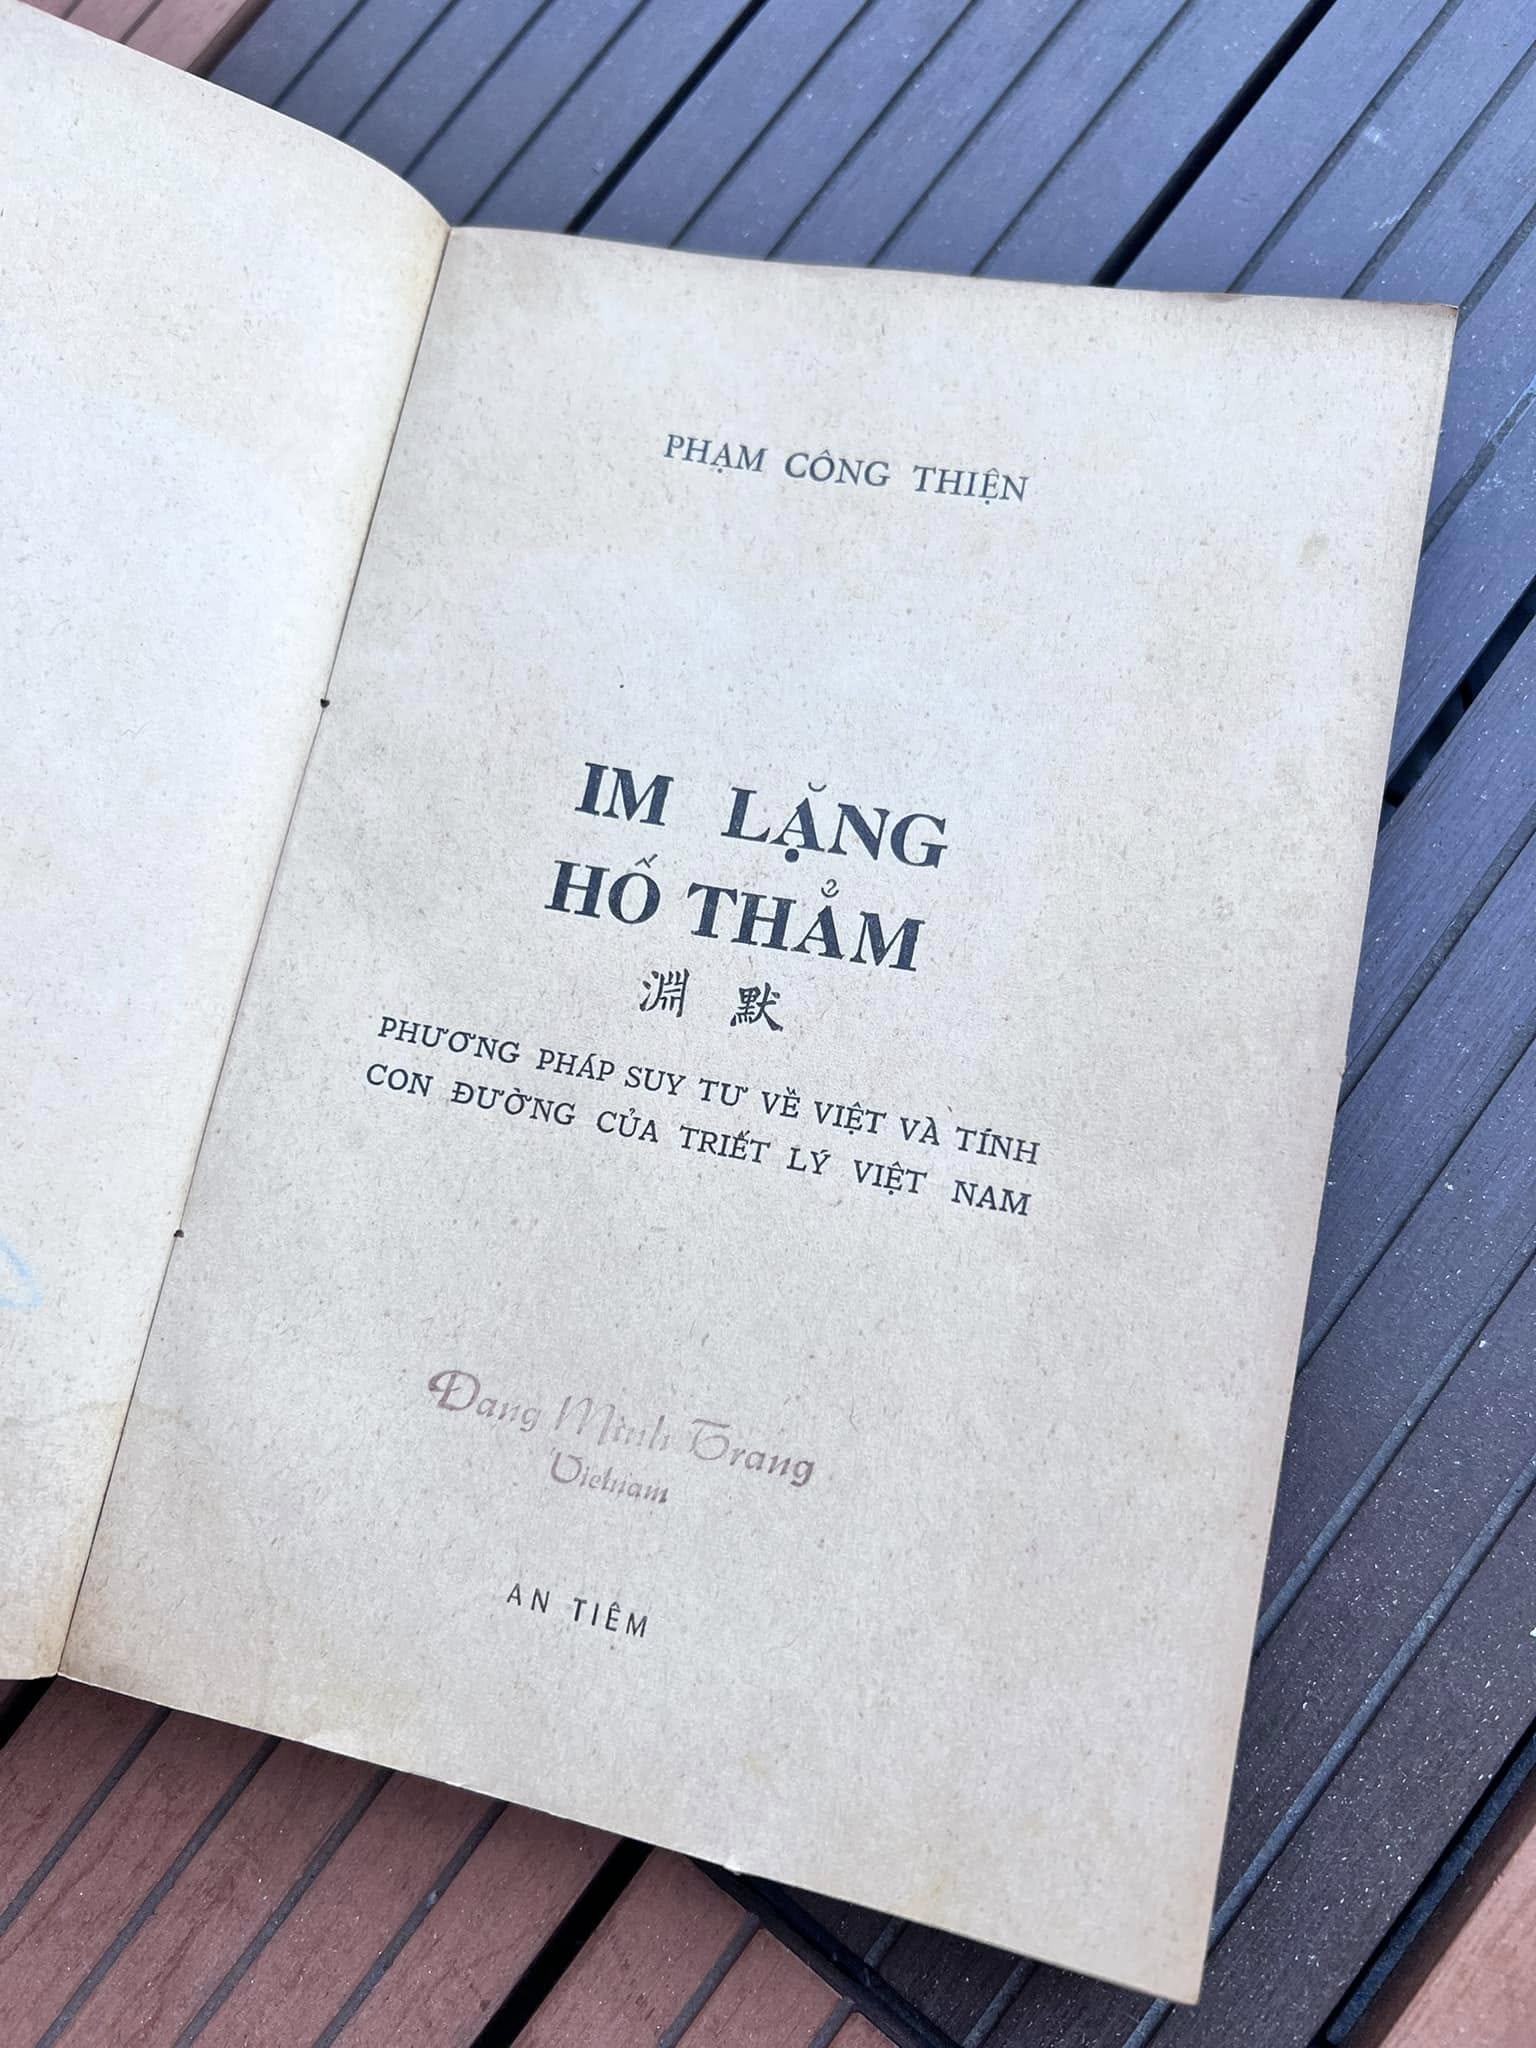 PHẠM CÔNG THIỆN
IM LẶNG
HỐ THẲM
淵 默
PHƯƠNG PHÁP SUY TƯ VỀ VIỆT VÀ TÍNH
CON ĐƯỜNG CỦA TRIẾT LÝ VIỆT NAM
Đang Minh Trang
Vietnam
AN TIÊM